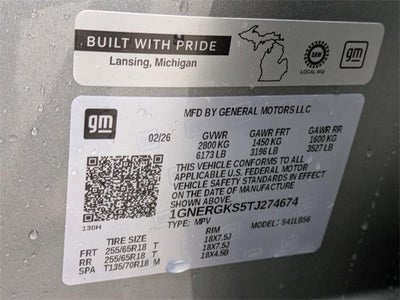 BUILT WITH PRIDE
Lansing, Michigan
UAW
LOCAL 602
gm
gm
MFD BY GENERAL MOTORS LLC
02/26 GVWR GAWR FRT GAWR RR
2800 KG 1450 KG 1600 KG
6173 LB 3196 LB 3527 LB
THIS VEHICLE CONFORMS TO ALL
APPLICABLE U.S. FEDERAL MOTOR
VEHICLE SAFETY STANDARDS IN EFFECT
ON THE DATE OF MANUFACTURE
SHOWN ABOVE.
1GNERGKS5TJ274674
TYPE: MPV MODEL: 541LB56
130H
TIRE SIZE RIM
FRT 255/65R18 T 18X7.5J
RR 255/65R18 T 18X7.5J
SPA T135/70R18 M 18X4.5B